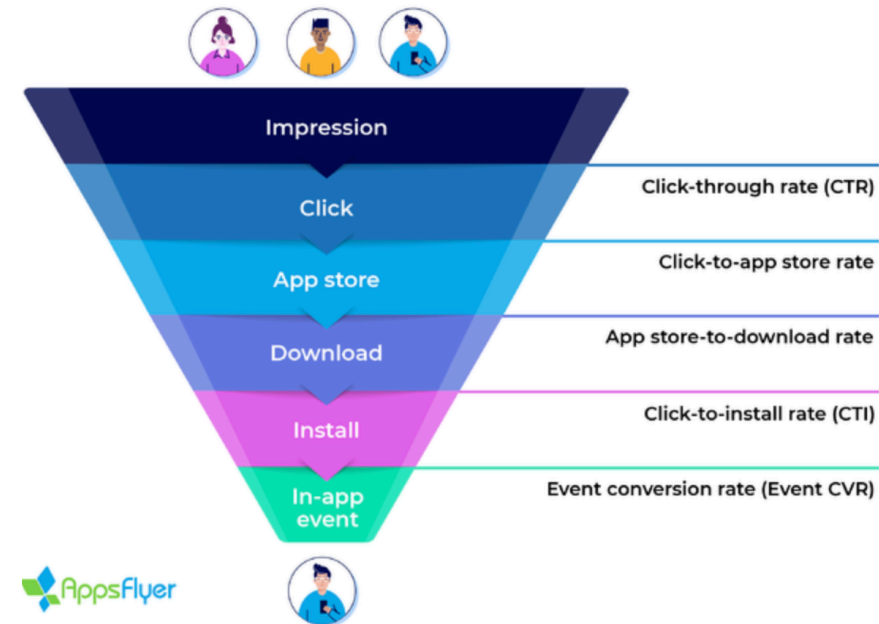 Impression
Click-through rate (CTR)
Click
Click-to-app store rate
App store
App store-to-download rate
Download
Click-to-install rate (CTI)
Install
Event conversion rate (Event CVR)
In-app
event
AppsFlyer